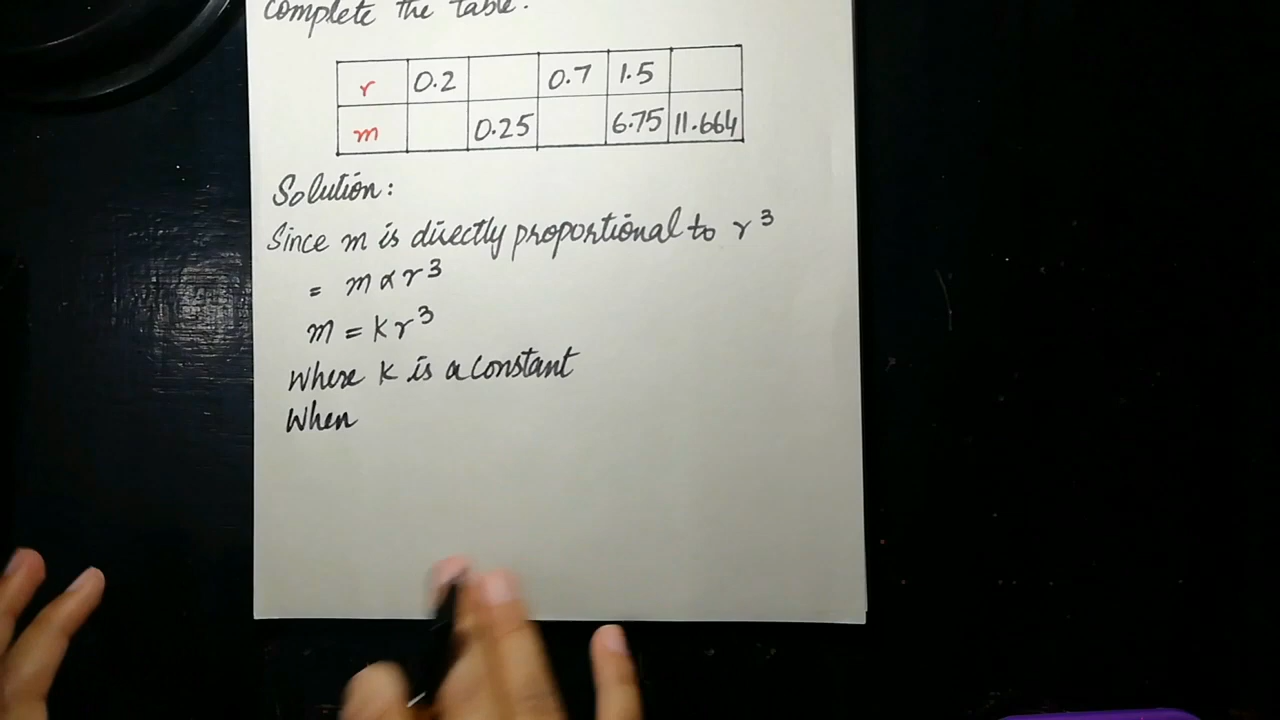 complete the table.
r 0.2 0.7 1.5
m 0.25 6.75 11.664
Solution:
Since m is directly proportional to r³
= m ∝ r³
m = kr³
Where k is a constant
When